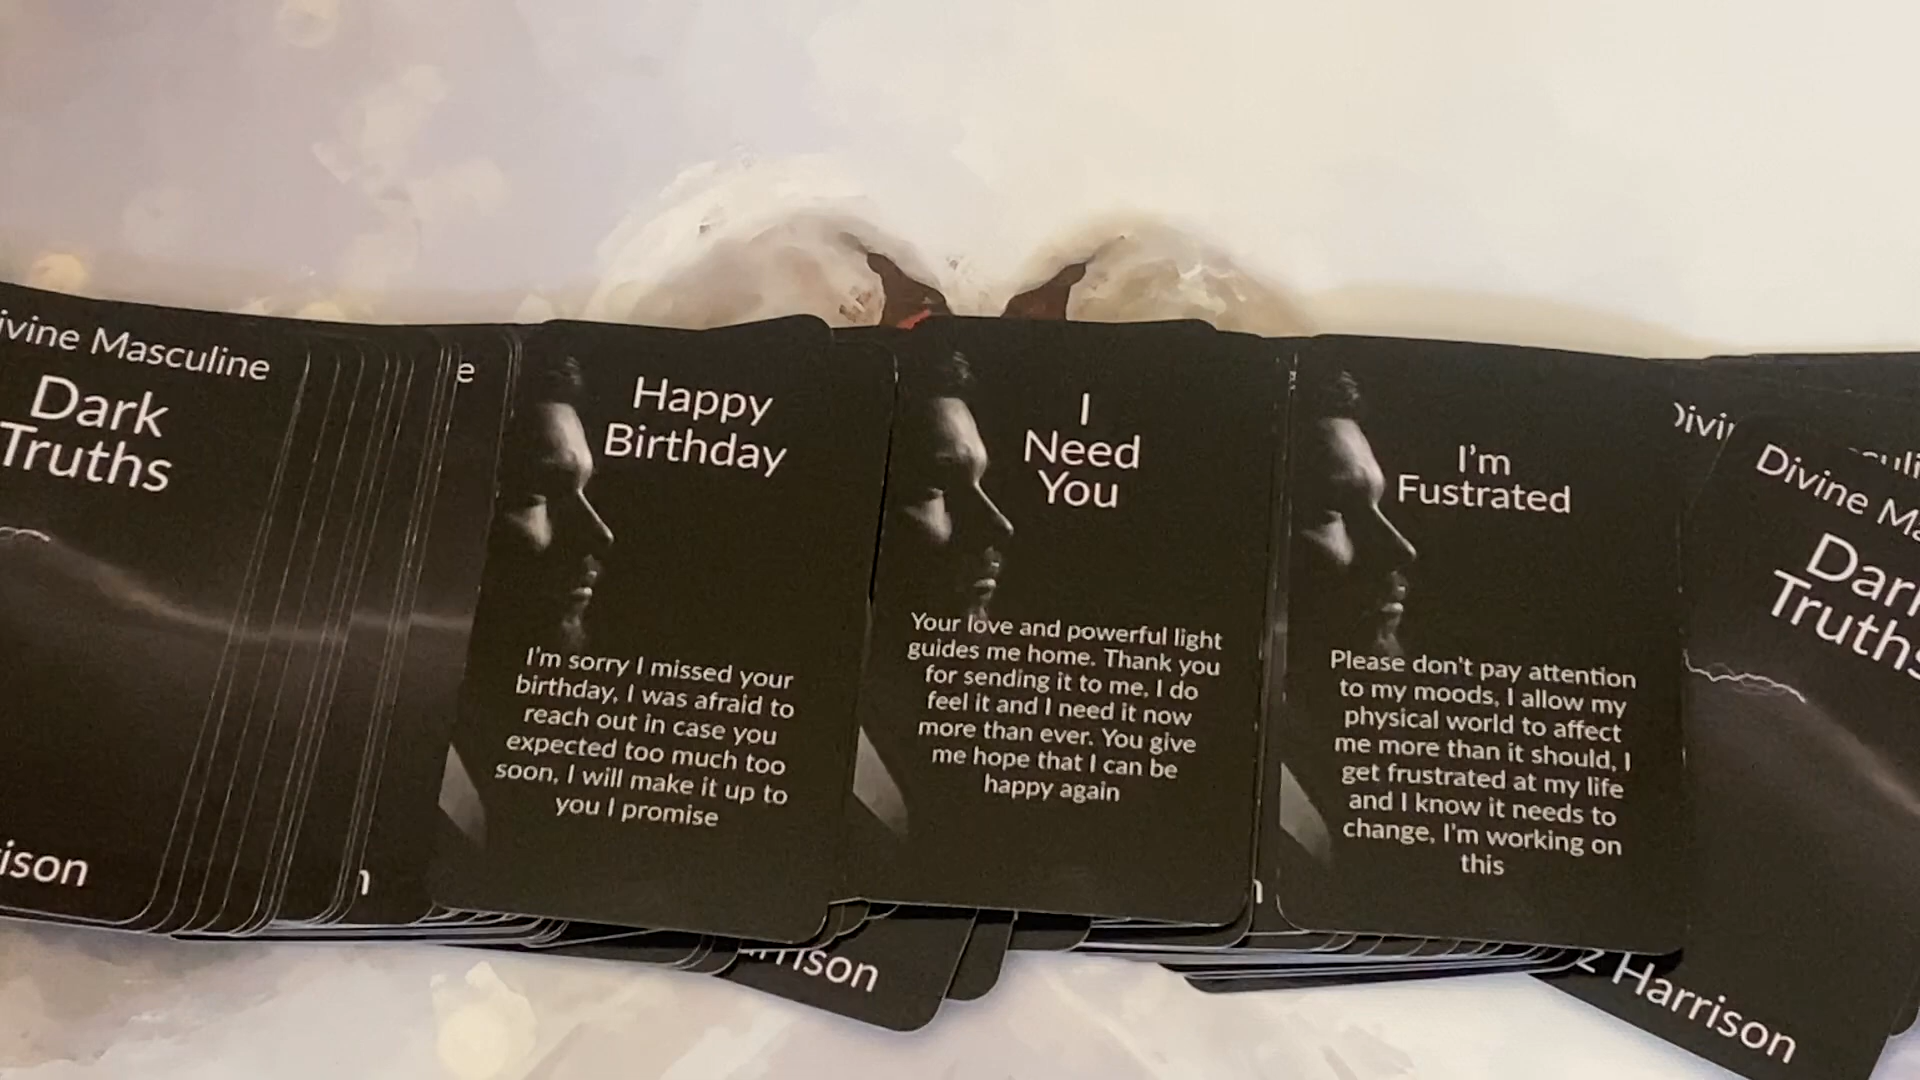 Divine Masculine
Dark
Truths
ison
e
n
Happy
Birthday
I'm sorry I missed your
birthday, I was afraid to
reach out in case you
expected too much too
soon, I will make it up to
you I promise
rrison
I
Need
You
Your love and powerful light
guides me home. Thank you
for sending it to me, I do
feel it and I need it now
more than ever. You give
me hope that I can be
happy again
I'm
Fustrated
Please don't pay attention
to my moods, I allow my
physical world to affect
me more than it should, I
get frustrated at my life
and I know it needs to
change, I'm working on
this
Divi
Divine Ma
Dark
Truths
z Harrison